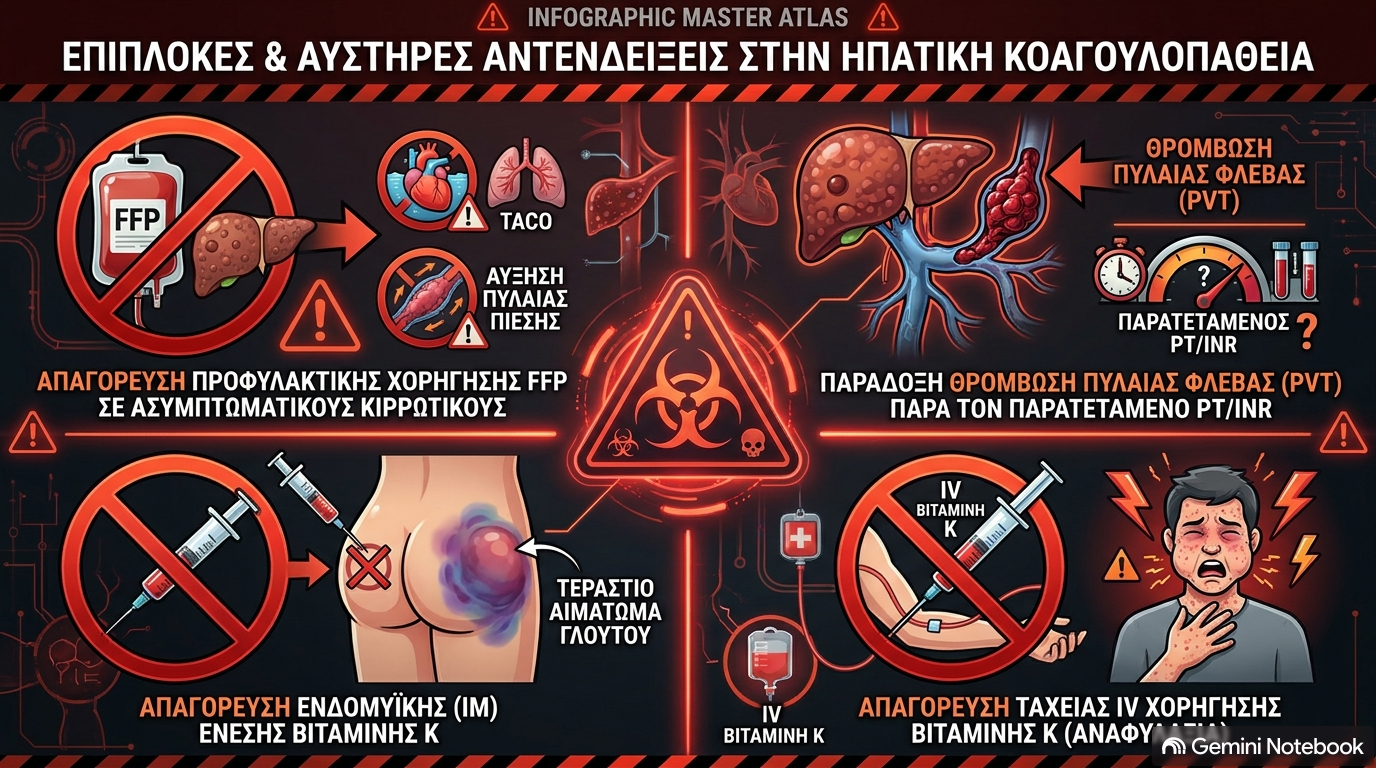 INFOGRAPHIC MASTER ATLAS
ΕΠΙΠΛΟΚΕΣ & ΑΥΣΤΗΡΕΣ ΑΝΤΕΝΔΕΙΞΕΙΣ ΣΤΗΝ ΗΠΑΤΙΚΗ ΚΟΑΓΟΥΛΟΠΑΘΕΙΑ
FFP
TACO
ΑΥΞΗΣΗ
ΠΥΛΑΙΑΣ
ΠΙΕΣΗΣ
ΑΠΑΓΟΡΕΥΣΗ ΠΡΟΦΥΛΑΚΤΙΚΗΣ ΧΟΡΗΓΗΣΗΣ FFP
ΣΕ ΑΣΥΜΠΤΩΜΑΤΙΚΟΥΣ ΚΙΡΡΩΤΙΚΟΥΣ
ΘΡΟΜΒΩΣΗ
ΠΥΛΑΙΑΣ ΦΛΕΒΑΣ
(PVT)
?
ΠΑΡΑΤΕΤΑΜΕΝΟΣ ?
PT/INR
ΠΑΡΑΔΟΞΗ ΘΡΟΜΒΩΣΗ ΠΥΛΑΙΑΣ ΦΛΕΒΑΣ (PVT)
ΠΑΡΑ ΤΟΝ ΠΑΡΑΤΕΤΑΜΕΝΟ PT/INR
ΤΕΡΑΣΤΙΟ
ΑΙΜΑΤΩΜΑ
ΓΛΟΥΤΟΥ
ΑΠΑΓΟΡΕΥΣΗ ΕΝΔΟΜΥΪΚΗΣ (IM)
ΕΝΕΣΗΣ ΒΙΤΑΜΙΝΗΣ Κ
IV
ΒΙΤΑΜΙΝΗ
Κ
IV
ΒΙΤΑΜΙΝΗ Κ
ΑΠΑΓΟΡΕΥΣΗ ΤΑΧΕΙΑΣ IV ΧΟΡΗΓΗΣΗΣ
ΒΙΤΑΜΙΝΗΣ Κ
Gemini Notebook